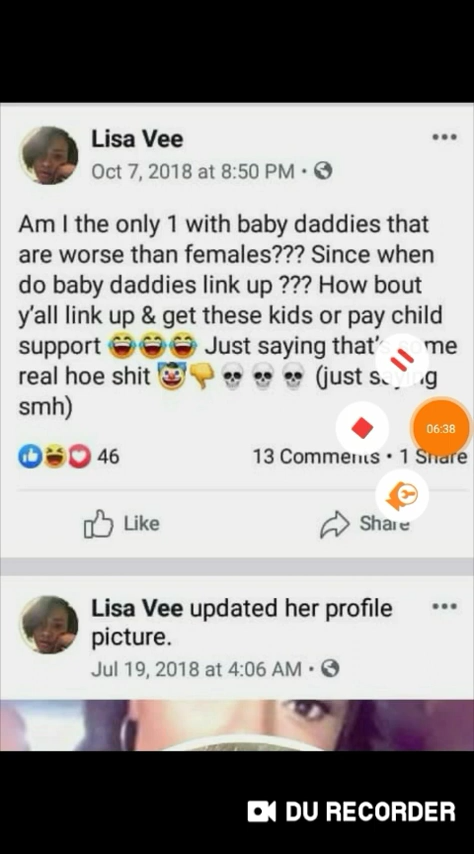 Lisa Vee
Oct 7, 2018 at 8:50 PM •
Am I the only 1 with baby daddies that
are worse than females??? Since when
do baby daddies link up ??? How bout
y'all link up & get these kids or pay child
support 😂😂😂 Just saying me
real hoe shit 🤡👎💀💀💀 (just
smh)
46
13 Comments • 1 Share
Like
Share
06:38
Lisa Vee updated her profile
picture.
Jul 19, 2018 at 4:06 AM •
DU RECORDER